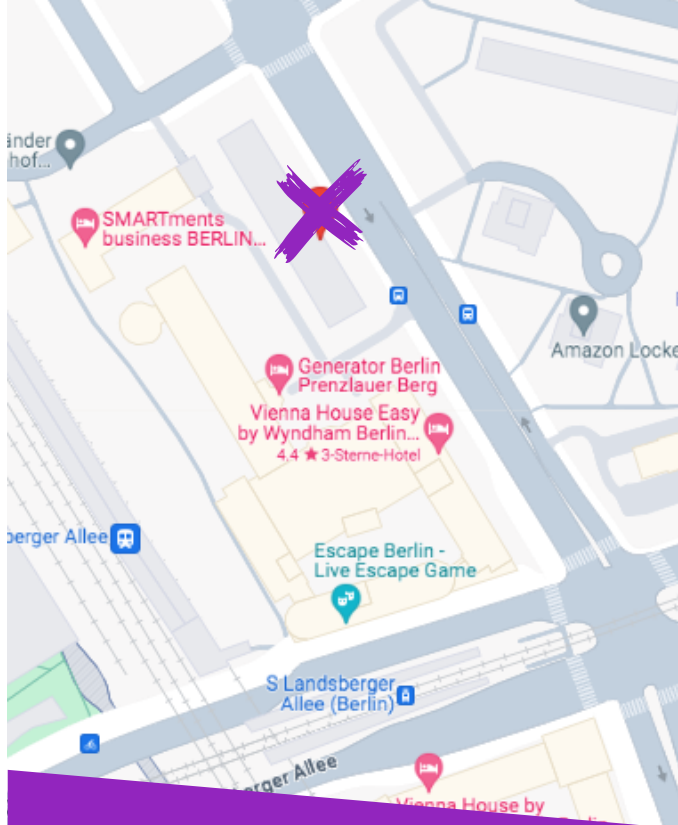 änder
hof...
SMARTments
business BERLIN...
Amazon Locke
Generator Berlin
Prenzlauer Berg
Vienna House Easy
by Wyndham Berlin...
4.4 ★ 3-Sterne-Hotel
berger Allee
Escape Berlin -
Live Escape Game
S Landsberger
Allee (Berlin)
berger Allee
Vienna House by